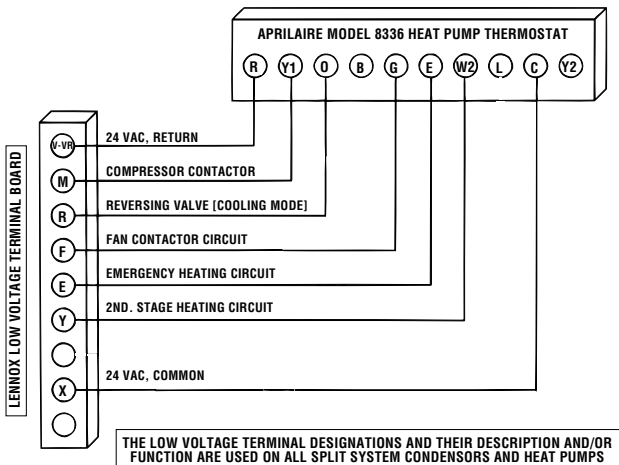 APRILAIRE MODEL 8336 HEAT PUMP THERMOSTAT
R Y1 O B G E W2 L C Y2
LENNOX LOW VOLTAGE TERMINAL BOARD
V-VR 24 VAC, RETURN
M COMPRESSOR CONTACTOR
R REVERSING VALVE [COOLING MODE]
F FAN CONTACTOR CIRCUIT
E EMERGENCY HEATING CIRCUIT
Y 2ND. STAGE HEATING CIRCUIT
X 24 VAC, COMMON
THE LOW VOLTAGE TERMINAL DESIGNATIONS AND THEIR DESCRIPTION AND/OR
FUNCTION ARE USED ON ALL SPLIT SYSTEM CONDENSORS AND HEAT PUMPS